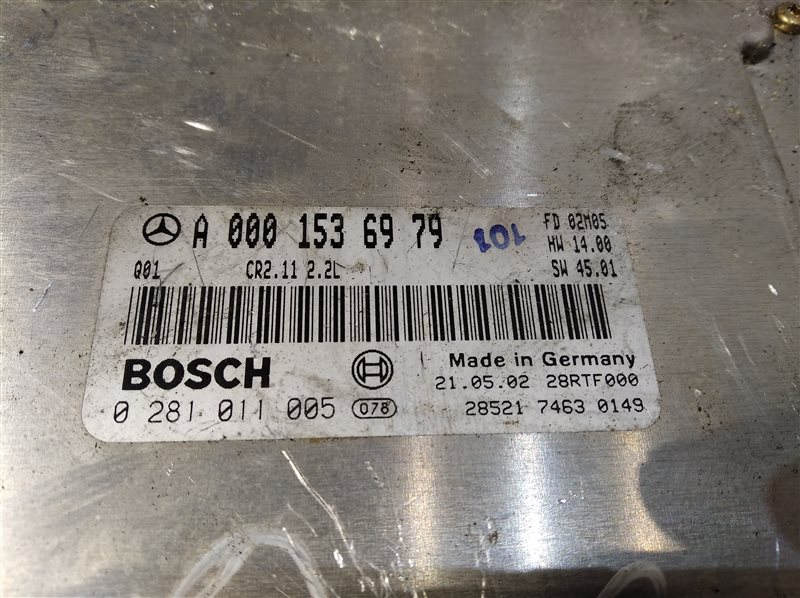 A 000 153 69 79
101
FD 02M05
HW 14.00
Q01 CR2.11 2.2L SW 45.01
BOSCH
Made in Germany
21.05.02 28RTF000
0 281 011 005 078
28521 7463 0149